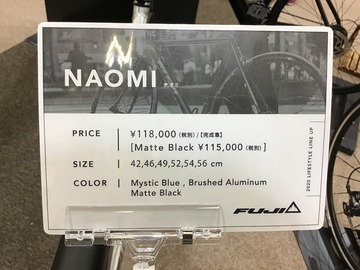 NAOMI ナオミ
PRICE ¥118,000 (税別) / [完成車]
[Matte Black ¥115,000 (税別)]
SIZE 42,46,49,52,54,56 cm
COLOR Mystic Blue , Brushed Aluminum
Matte Black
FUJI
2020 LIFESTYLE LINE UP